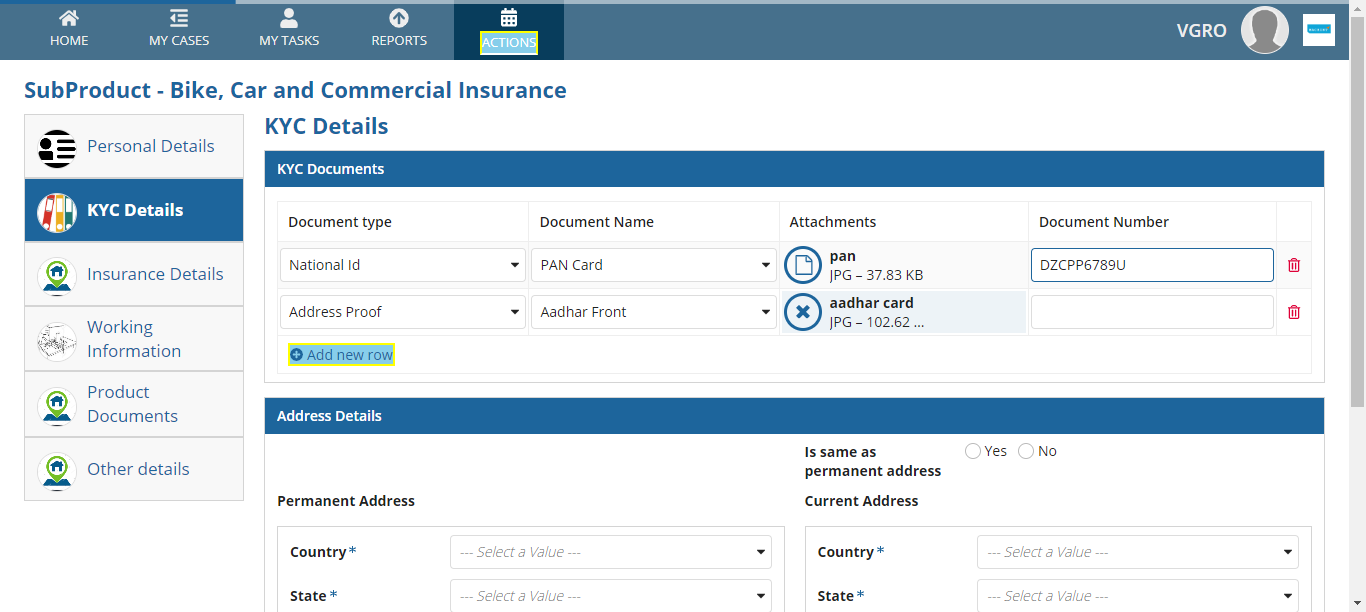 HOME
MY CASES
MY TASKS
REPORTS
ACTIONS
VGRO
SubProduct - Bike, Car and Commercial Insurance
Personal Details
KYC Details
Insurance Details
Working
Information
Product
Documents
Other details
KYC Details
KYC Documents
Document type
Document Name
Attachments
Document Number
National Id
PAN Card
pan
JPG – 37.83 KB
DZCPP6789U
Address Proof
Aadhar Front
aadhar card
JPG – 102.62 ...
Add new row
Address Details
Is same as
permanent address
Yes
No
Permanent Address
Current Address
Country*
--- Select a Value ---
Country*
--- Select a Value ---
State*
--- Select a Value ---
State*
--- Select a Value ---